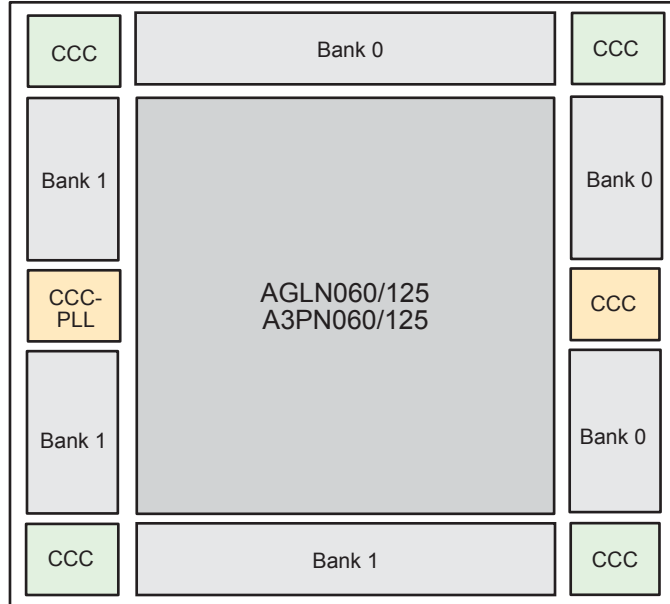 CCC
Bank 0
CCC
Bank 1
Bank 0
AGLN060/125
A3PN060/125
CCC-
PLL
CCC
Bank 1
Bank 0
CCC
Bank 1
CCC